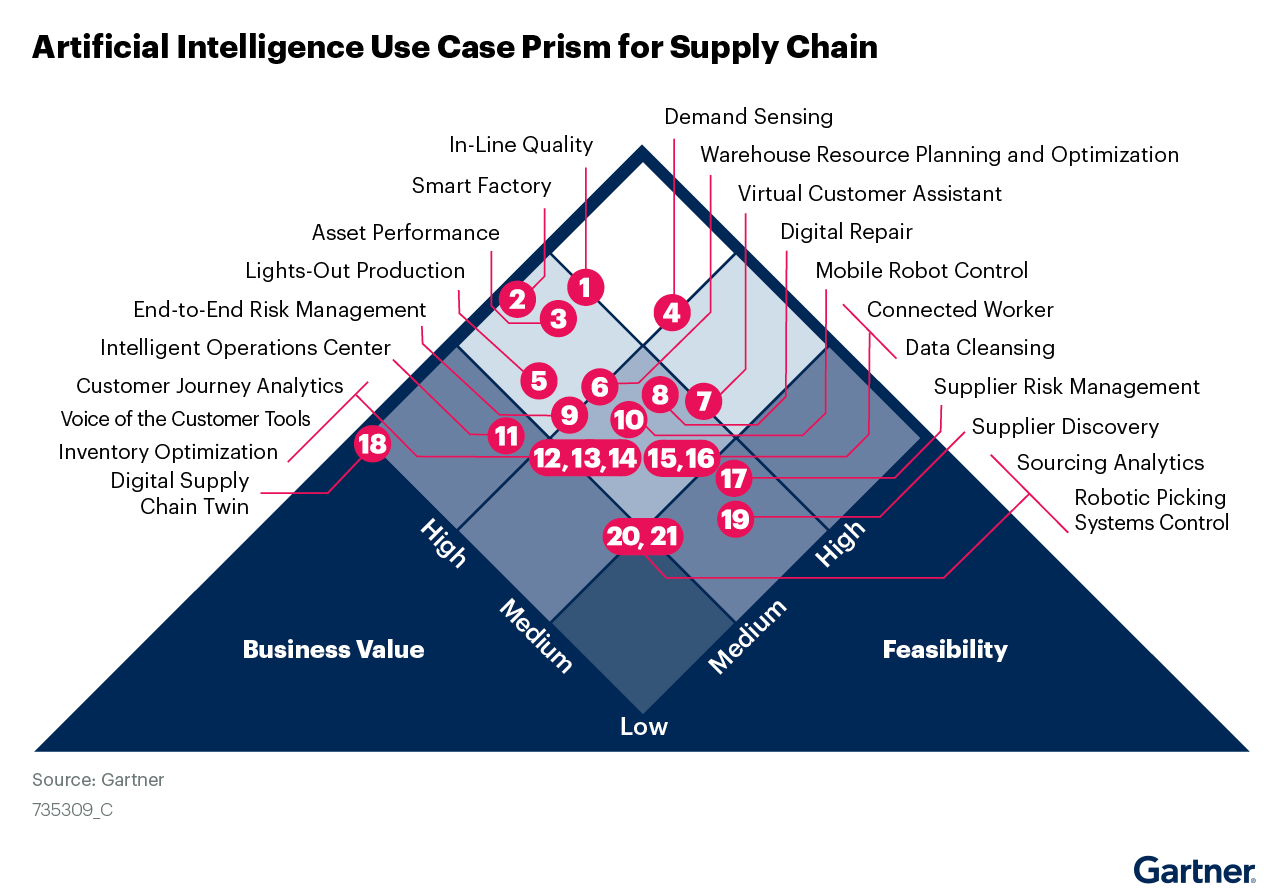 Artificial Intelligence Use Case Prism for Supply Chain
Demand Sensing
In-Line Quality
Warehouse Resource Planning and Optimization
Smart Factory
Virtual Customer Assistant
Asset Performance
Digital Repair
Lights-Out Production
Mobile Robot Control
End-to-End Risk Management
Connected Worker
Intelligent Operations Center
Data Cleansing
Customer Journey Analytics
Supplier Risk Management
Voice of the Customer Tools
Supplier Discovery
Inventory Optimization
Sourcing Analytics
Digital Supply
Chain Twin
Robotic Picking
Systems Control
1
2
3
4
5
6
7
8
9
10
11
12, 13, 14
15, 16
17
18
19
20, 21
High
High
Medium
Medium
Business Value
Feasibility
Low
Source: Gartner
735309_C
Gartner